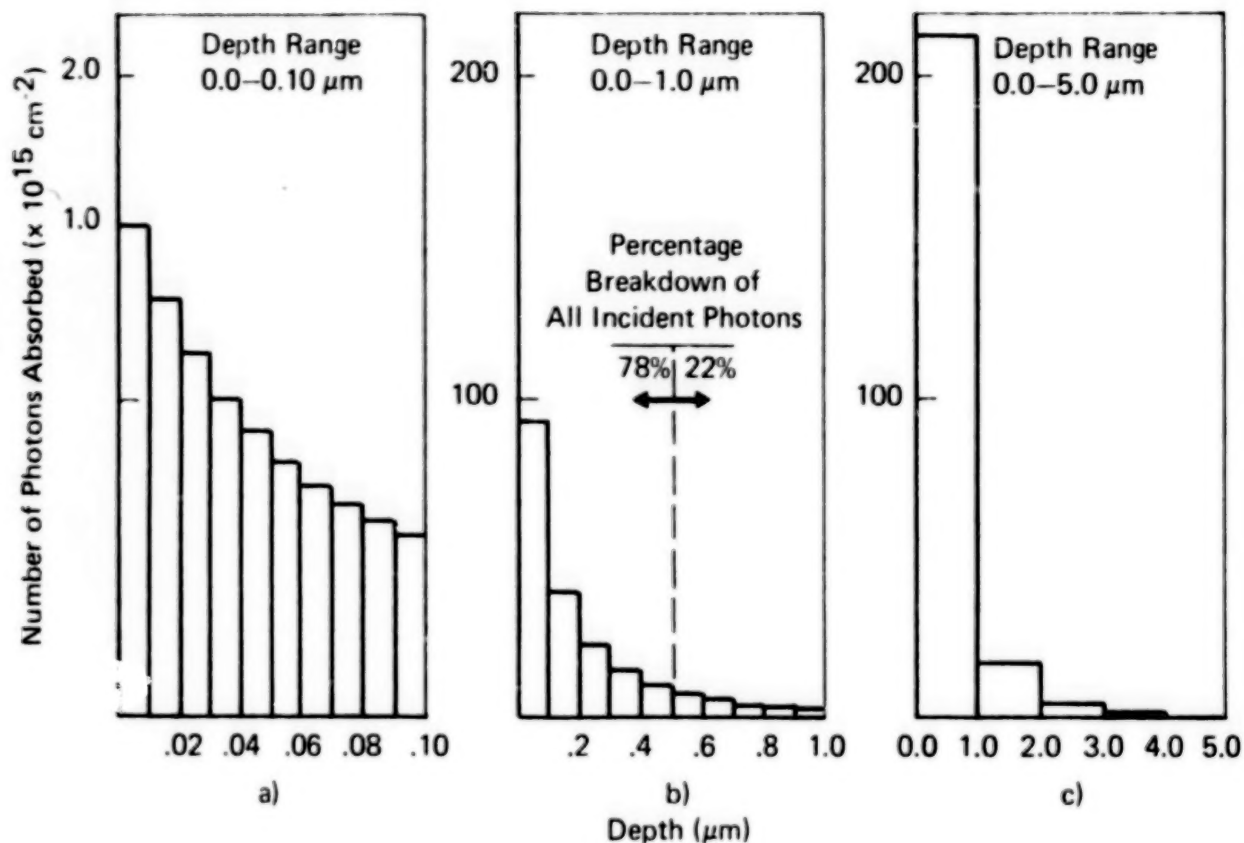 Number of Photons Absorbed (x 10^15 cm^-2)
2.0
1.0
Depth Range
0.0–0.10 μm
.02 .04 .06 .08 .10
a)
200
100
Depth Range
0.0–1.0 μm
Percentage
Breakdown of
All Incident Photons
78% 22%
.2 .4 .6 .8 1.0
b)
200
100
Depth Range
0.0–5.0 μm
0.0 1.0 2.0 3.0 4.0 5.0
c)
Depth (μm)